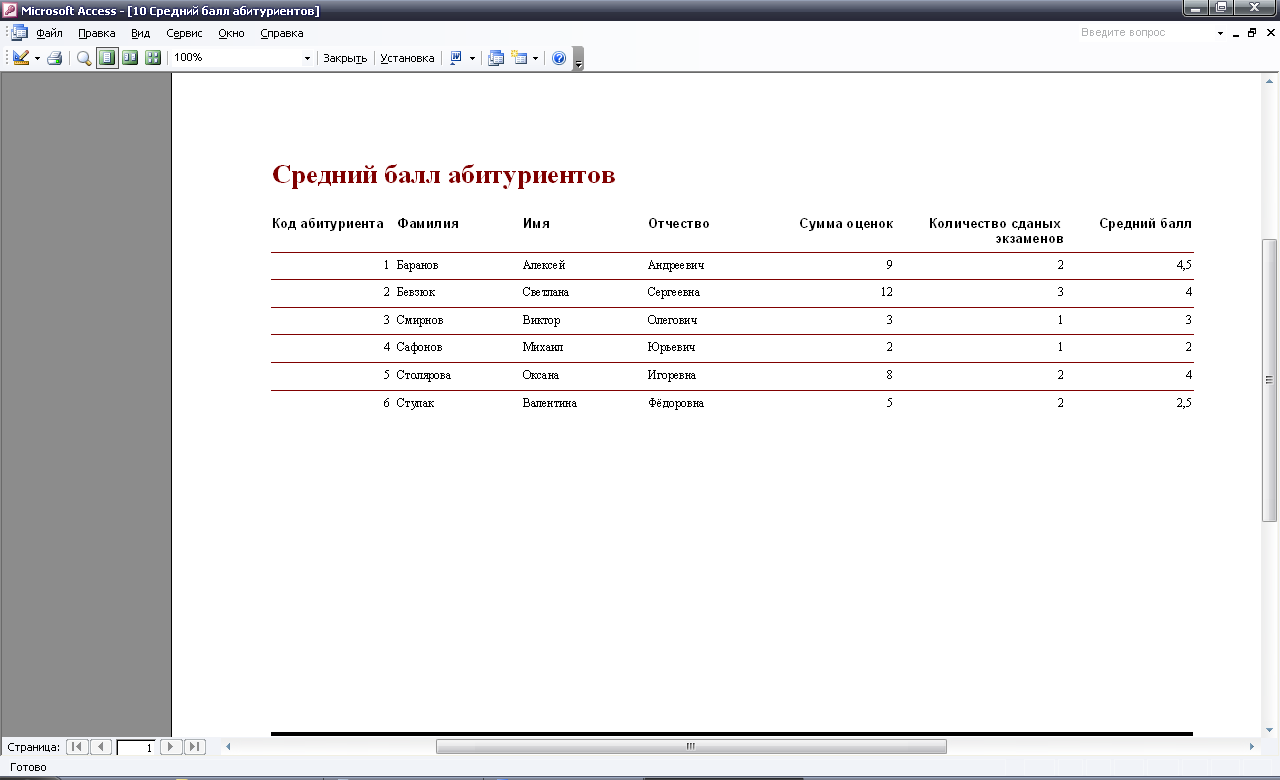 Microsoft Access - [10 Средний балл абитуриентов]
Файл Правка Вид Сервис Окно Справка Введите вопрос
100% Закрыть Установка
Средний балл абитуриентов
Код абитуриента Фамилия Имя Отчество Сумма оценок Количество сданых экзаменов Средний балл
1 Баранов Алексей Андреевич 9 2 4,5
2 Бевзюк Светлана Сергеевна 12 3 4
3 Смирнов Виктор Олегович 3 1 3
4 Сафонов Михаил Юрьевич 2 1 2
5 Столярова Оксана Игоревна 8 2 4
6 Ступак Валентина Фёдоровна 5 2 2,5
Страница: 1
Готово